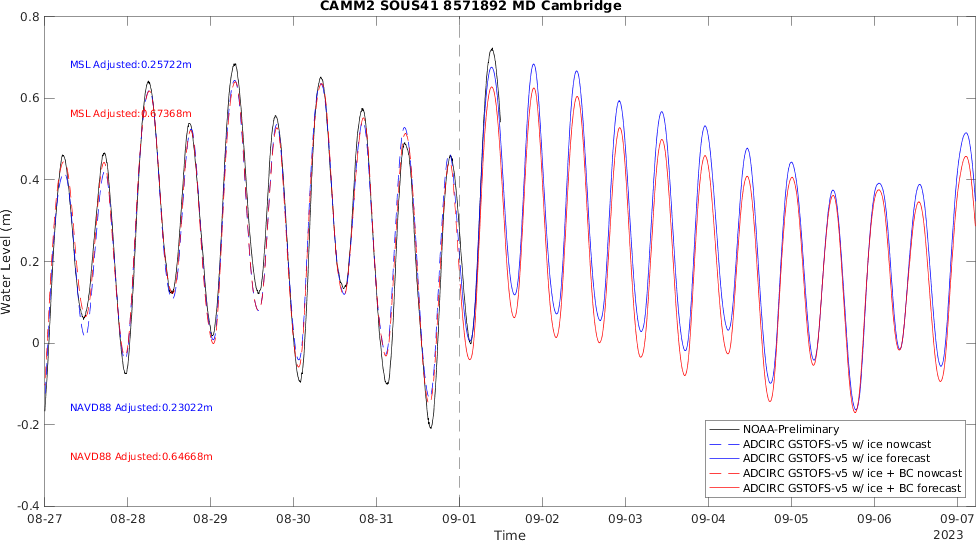 CAMM2 SOUS41 8571892 MD Cambridge
0.8
0.6
0.4
0.2
0
-0.2
-0.4
Water Level (m)
MSL Adjusted:0.25722m
MSL Adjusted:0.67368m
NAVD88 Adjusted:0.23022m
NAVD88 Adjusted:0.64668m
NOAA-Preliminary
ADCIRC GSTOFS-v5 w/ ice nowcast
ADCIRC GSTOFS-v5 w/ ice forecast
ADCIRC GSTOFS-v5 w/ ice + BC nowcast
ADCIRC GSTOFS-v5 w/ ice + BC forecast
08-27 08-28 08-29 08-30 08-31 09-01 09-02 09-03 09-04 09-05 09-06 09-07
Time
2023